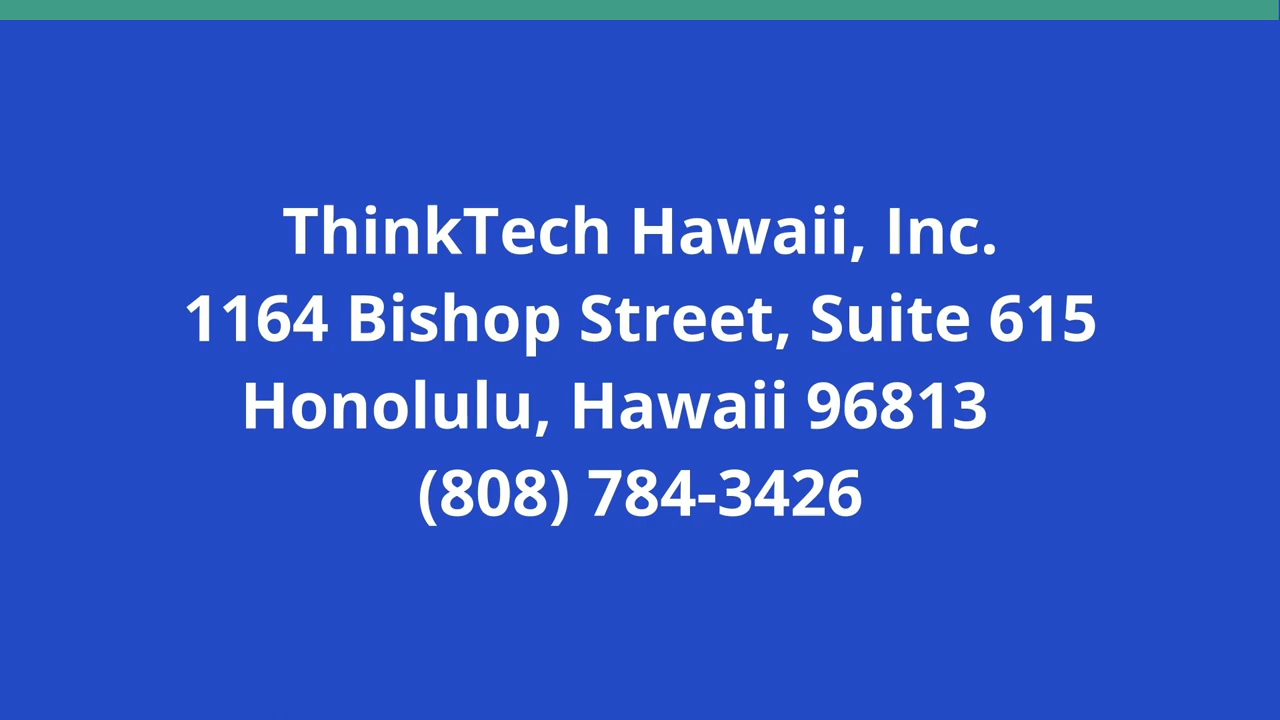 ThinkTech Hawaii, Inc.
1164 Bishop Street, Suite 615
Honolulu, Hawaii 96813
(808) 784-3426